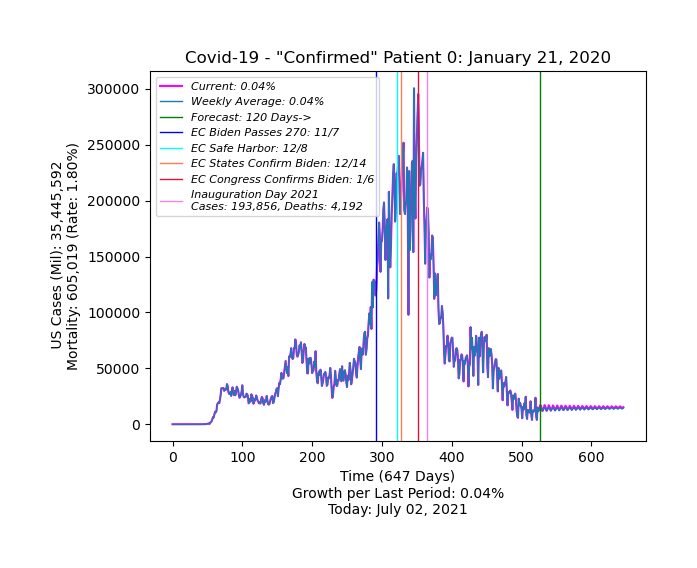 Covid-19 - "Confirmed" Patient 0: January 21, 2020
US Cases (Mil): 35,445,592
Mortality: 605,019 (Rate: 1.80%)
300000
250000
200000
150000
100000
50000
0
Current: 0.04%
Weekly Average: 0.04%
Forecast: 120 Days->
EC Biden Passes 270: 11/7
EC Safe Harbor: 12/8
EC States Confirm Biden: 12/14
EC Congress Confirms Biden: 1/6
Inauguration Day 2021
Cases: 193,856, Deaths: 4,192
0 100 200 300 400 500 600
Time (647 Days)
Growth per Last Period: 0.04%
Today: July 02, 2021